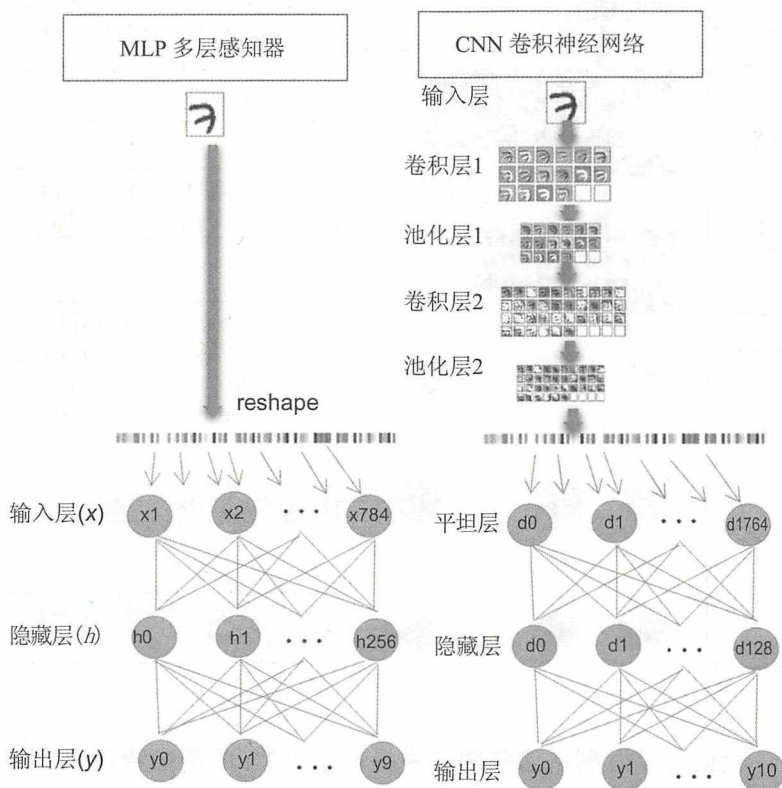 MLP 多层感知器
reshape
输入层(x)
x1 x2 ··· x784
隐藏层(h)
h0 h1 ··· h256
输出层(y)
y0 y1 ··· y9
CNN 卷积神经网络
输入层
卷积层1
池化层1
卷积层2
池化层2
平坦层
d0 d1 ··· d1764
隐藏层
d0 d1 ··· d128
输出层
y0 y1 ··· y10